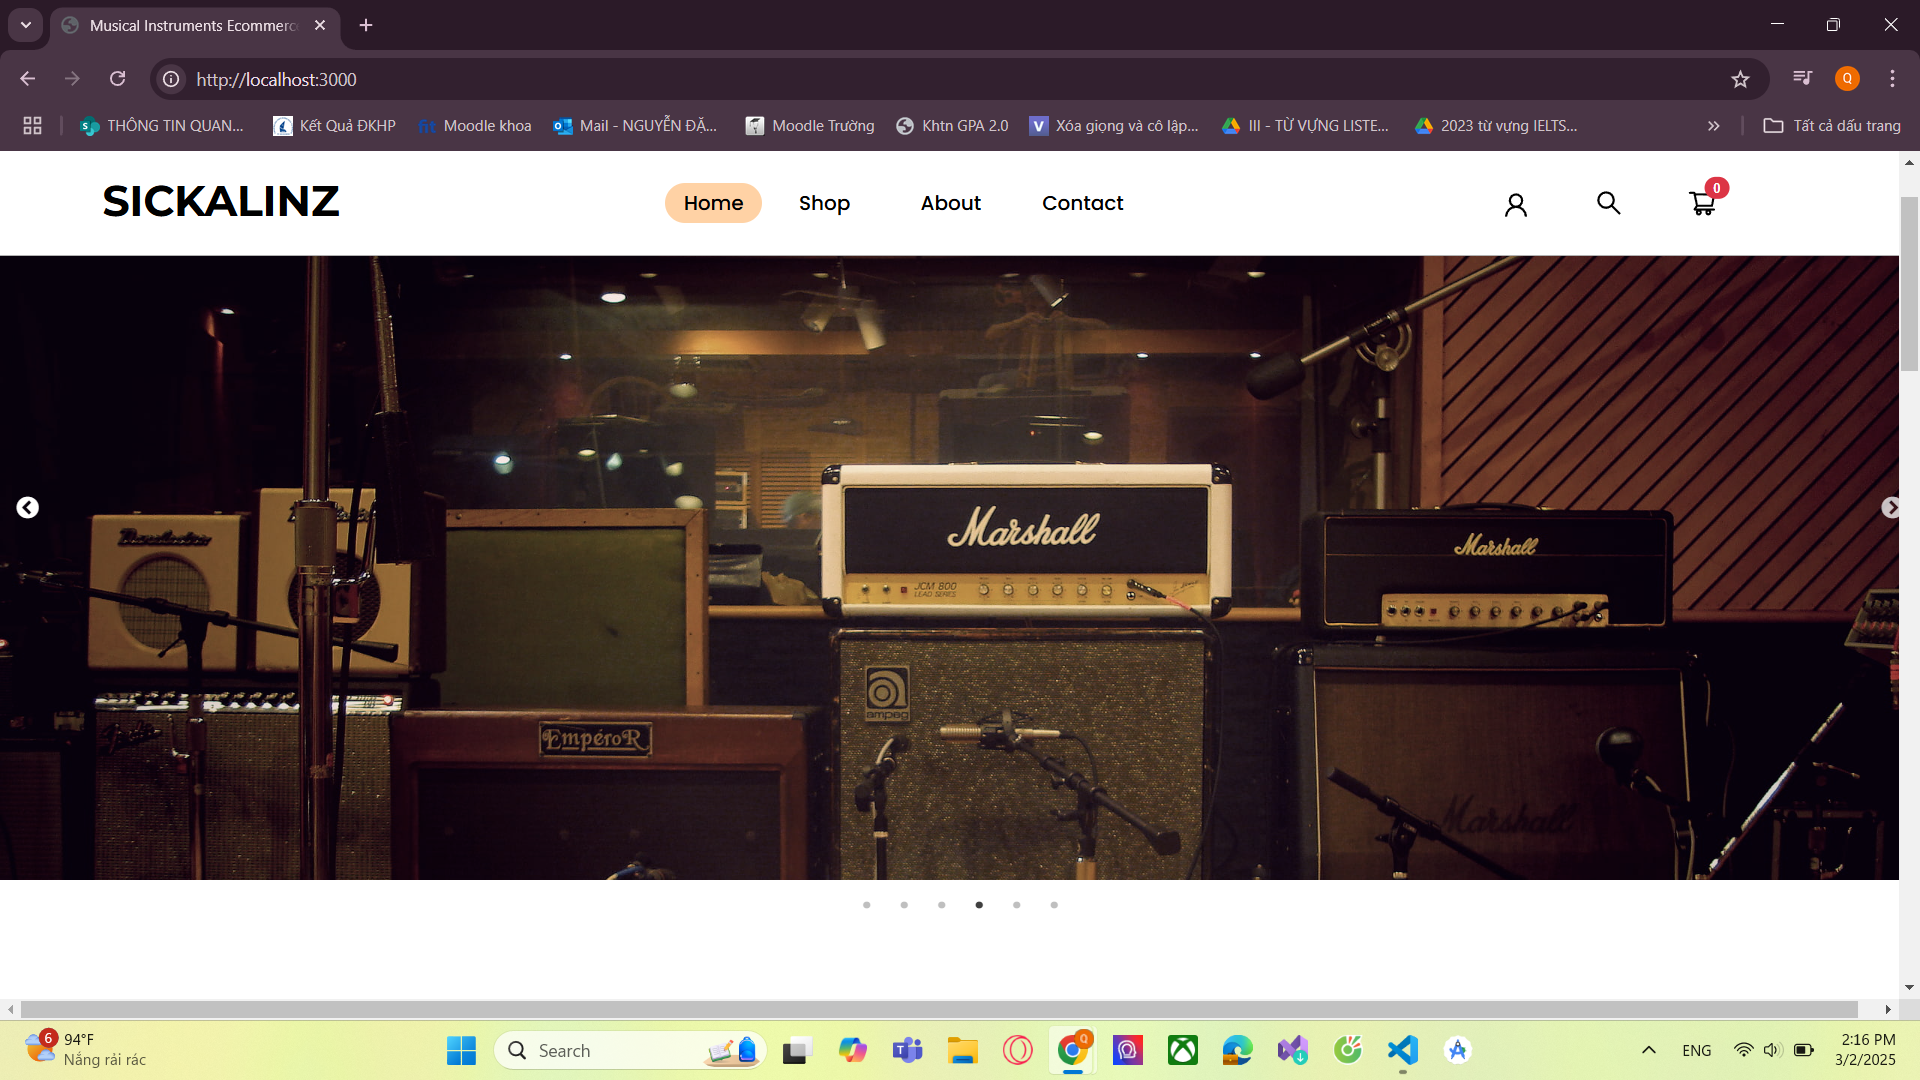 Musical Instruments Ecommerc
http://localhost:3000
Q
THÔNG TIN QUAN...
Kết Quả ĐKHP
fit Moodle khoa
Mail - NGUYỄN ĐẶ...
Moodle Trường
Khtn GPA 2.0
V Xóa giọng và cô lập...
III - TỪ VỰNG LISTE...
2023 từ vựng IELTS...
Tất cả dấu trang
SICKALINZ
Home
Shop
About
Contact
0
Marshall
JCM 800
LEAD SERIES
Marshall
ampeg
EmpéroR
Marshall
6
94°F
Nắng rải rác
Search
Q
ENG
2:16 PM
3/2/2025